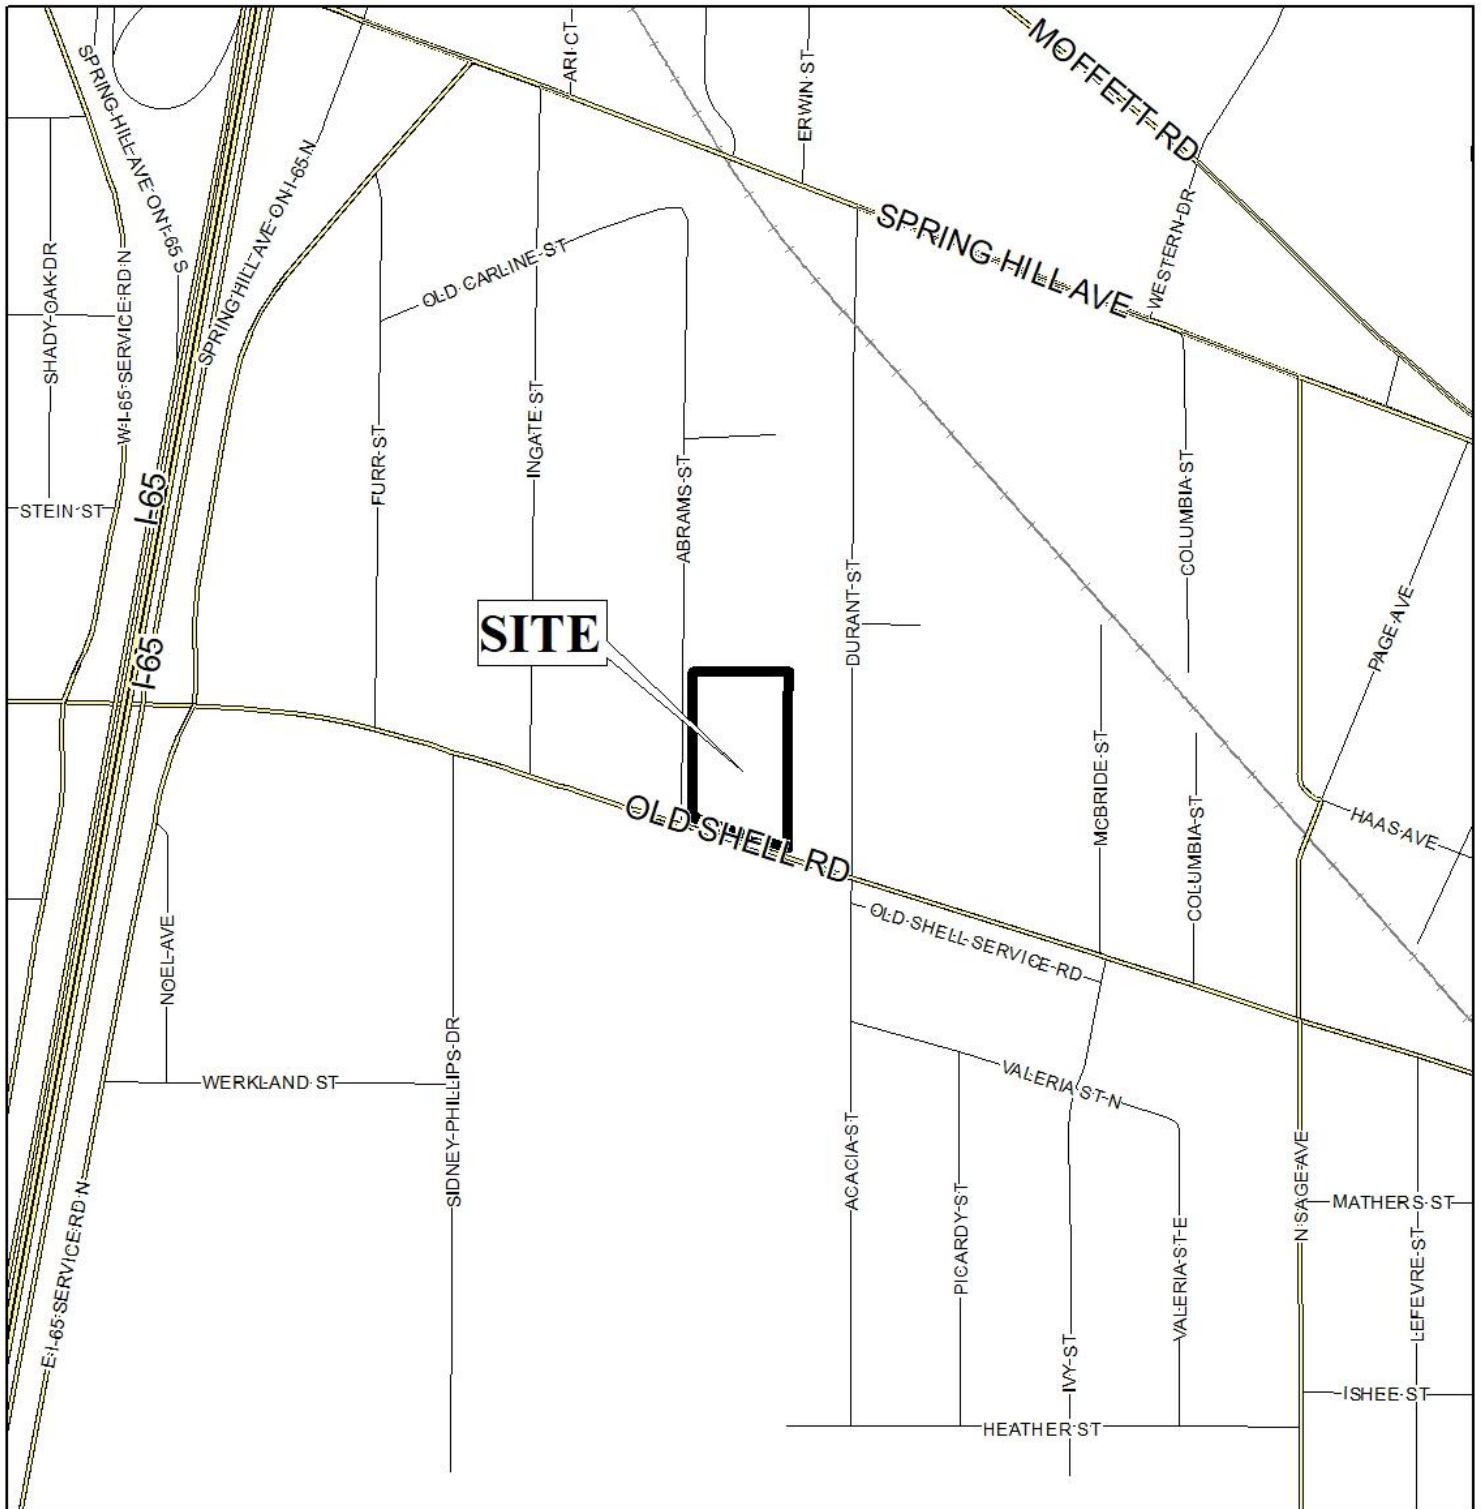 MOFFETT RD
ARI CT
ERWIN ST
SPRING HILL AVE ON I-65 S
SPRING HILL AVE ON I-65 N
WESTERN DR
SPRING HILL AVE
SHADY OAK DR
W I-65 SERVICE RD N
OLD CARLINE ST
FURR ST
INGATE ST
ABRAMS ST
COLUMBIA ST
I-65
STEIN ST
DURANT ST
PAGE AVE
SITE
I-65
MCBRIDE ST
COLUMBIA ST
OLD SHELL RD
HAAS AVE
NOEL AVE
OLD SHELL SERVICE RD
WERKLAND ST
SIDNEY PHILLIPS DR
VALERIA ST N
ACACIA ST
PICARDY ST
VALERIA ST E
N SAGE AVE
MATHERS ST
LEFEVRE ST
E I-65 SERVICE RD N
IVY ST
ISHEE ST
HEATHER ST